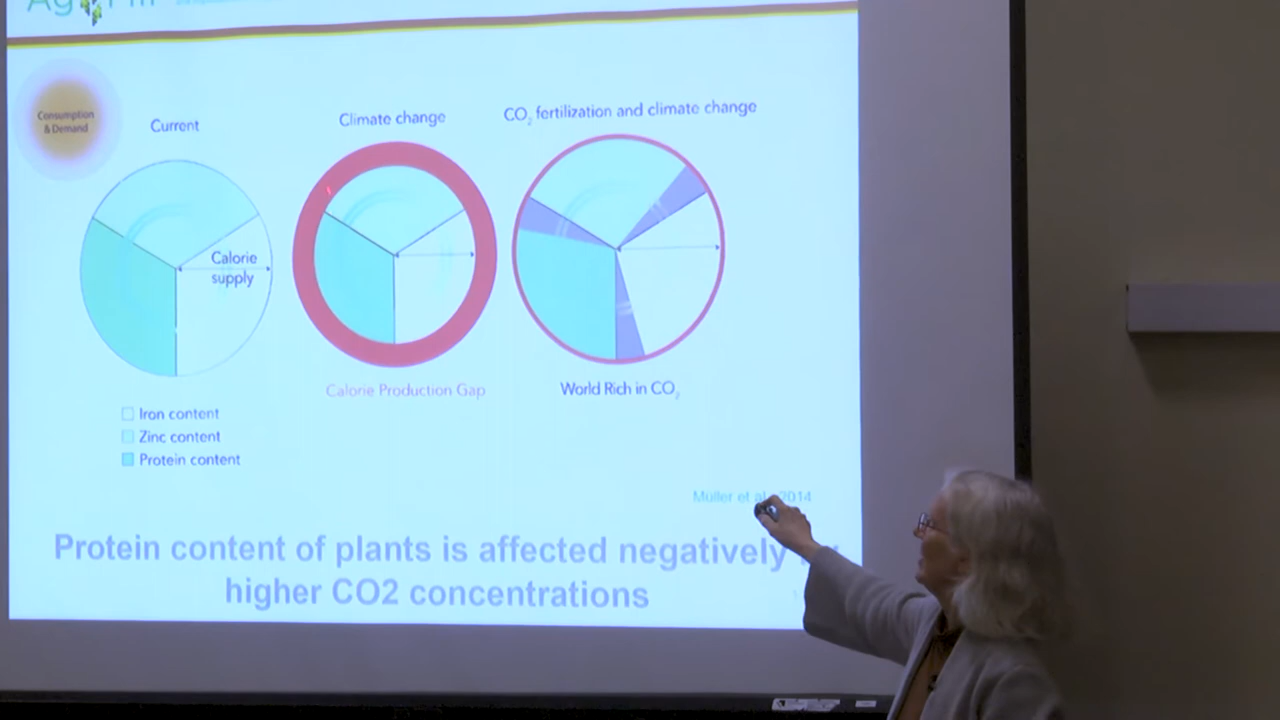 Consumption
& Demand
Current
Climate change
CO2 fertilization and climate change
Calorie
supply
Calorie Production Gap
World Rich in CO2
Iron content
Zinc content
Protein content
Müller et al. 2014
Protein content of plants is affected negatively
higher CO2 concentrations